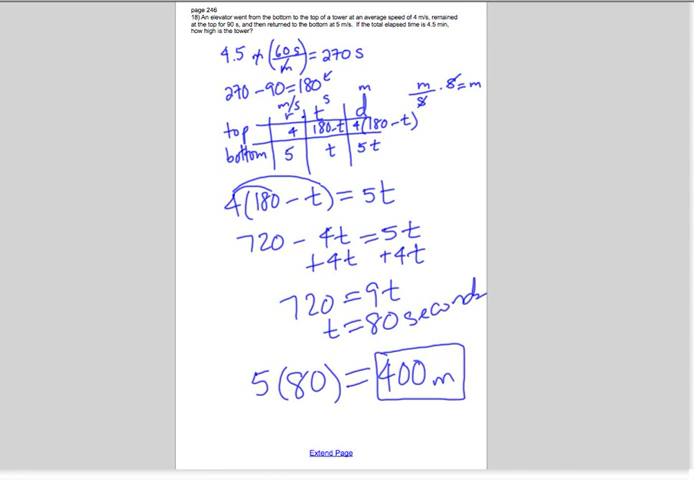 page 246
18) An elevator went from the bottom to the top of a tower at an average speed of 4 m/s, remained
at the top for 90 s, and then returned to the bottom at 5 m/s. If the total elapsed time is 4.5 min,
how high is the tower?
4.5 m (60 s / m) = 270 s
270 - 90 = 180
m/s s m
r . t d
m/s · s = m
top 4 180-t 4(180-t)
bottom 5 t 5t
4(180 - t) = 5t
720 - 4t = 5t
+4t +4t
720 = 9t
t = 80 seconds
5(80) = 400 m
Extend Page